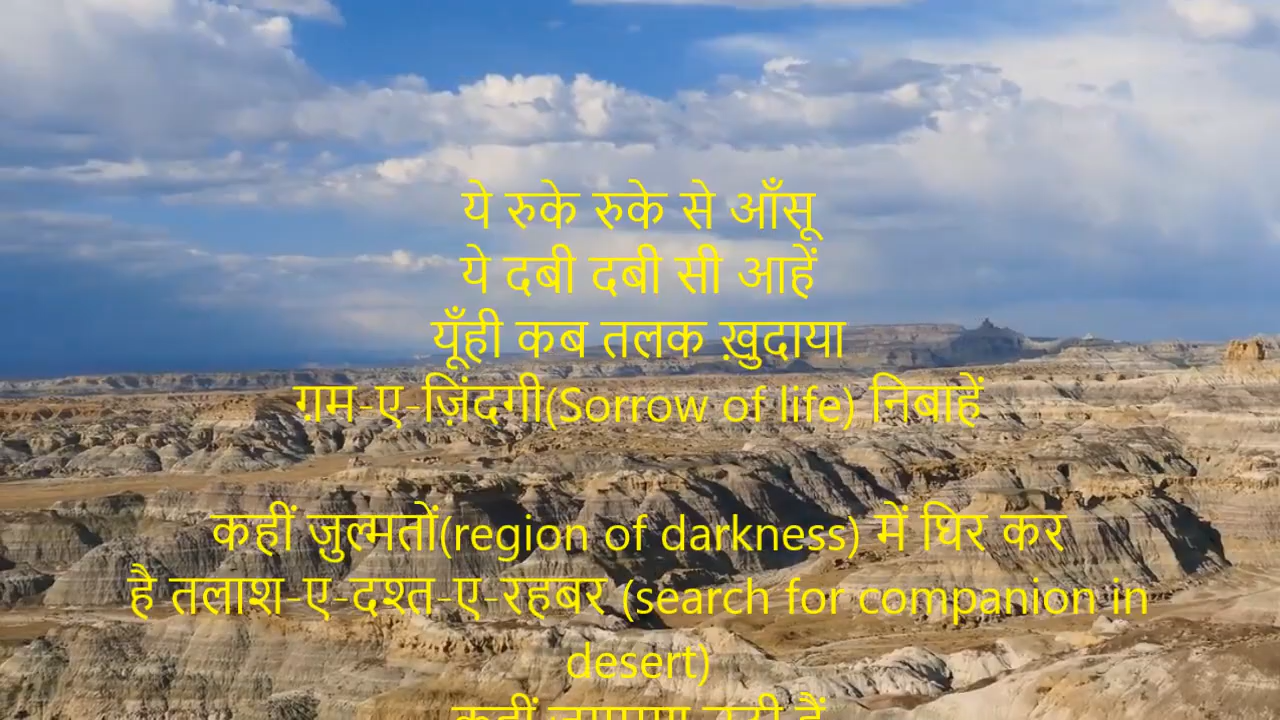 ये रुके रुके से आँसू
ये दबी दबी सी आहें
यूँही कब तलक ख़ुदाया
ग़म-ए-ज़िंदगी(Sorrow of life) निबाहें
कहीं ज़ुल्मतों(region of darkness) में घिर कर
है तलाश-ए-दश्त-ए-रहबर (search for companion in
desert)
कहीं